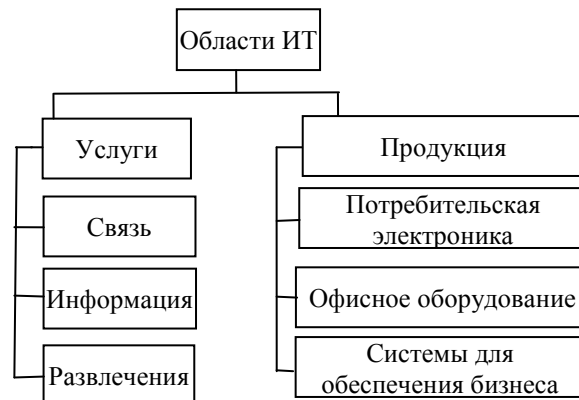 Области ИТ
Услуги
Связь
Информация
Развлечения
Продукция
Потребительская
электроника
Офисное оборудование
Системы для
обеспечения бизнеса